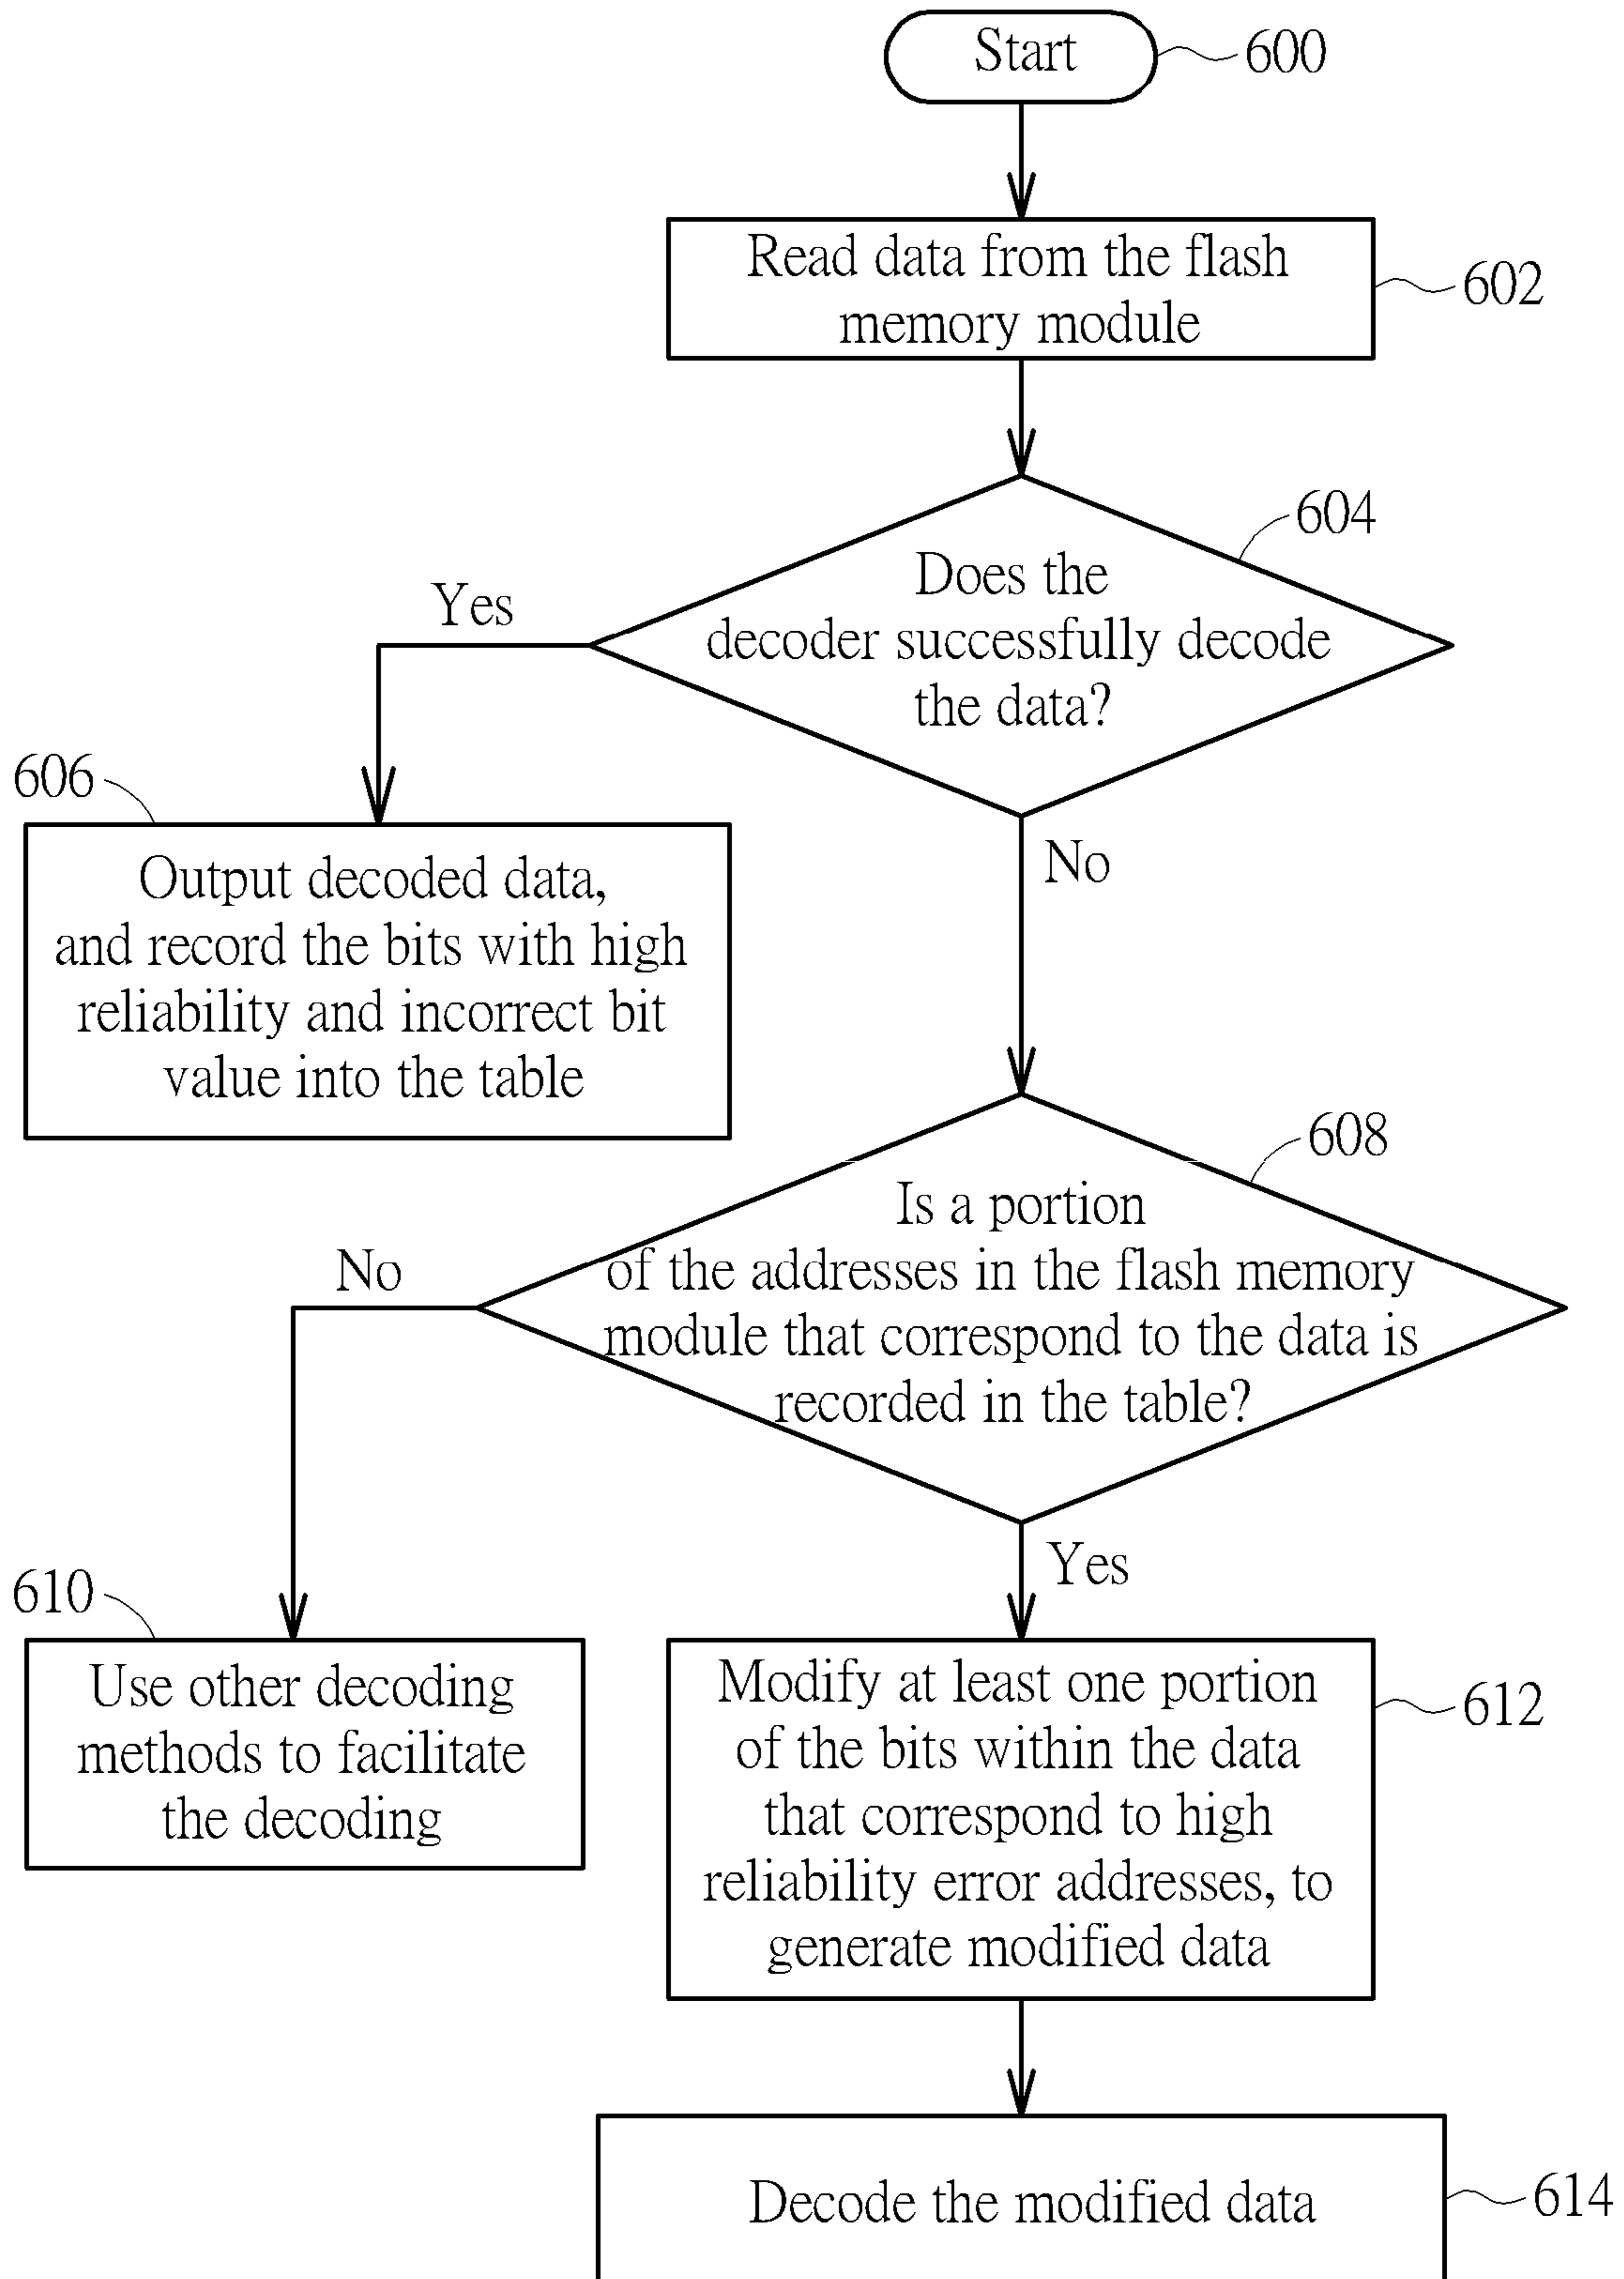 Start
600
Read data from the flash
memory module
602
604
Does the
decoder successfully decode
the data?
Yes
No
606
Output decoded data,
and record the bits with high
reliability and incorrect bit
value into the table
608
Is a portion
of the addresses in the flash memory
module that correspond to the data is
recorded in the table?
No
Yes
610
Use other decoding
methods to facilitate
the decoding
Modify at least one portion
of the bits within the data
that correspond to high
reliability error addresses, to
generate modified data
612
Decode the modified data
614